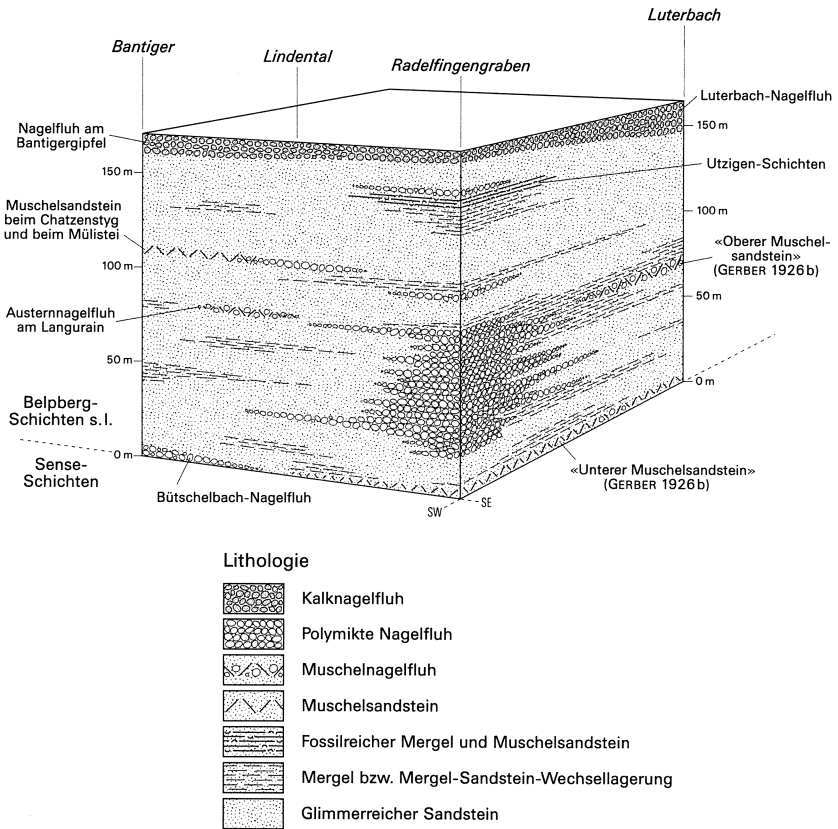 Luterbach
Bantiger
Lindental
Radelfingengraben
Luterbach-Nagelfluh
Nagelfluh am
Bantigergipfel
150 m
150 m
Utzigen-Schichten
Muschelsandstein
beim Chatzenstyg
und beim Mülistei
100 m
«Oberer Muschel-
sandstein»
(GERBER 1926b)
100 m
50 m
Austernnagelfluh
am Langurain
50 m
0 m
Belpberg-
Schichten s.l.
0 m
Sense-
Schichten
Bütschelbach-Nagelfluh
«Unterer Muschelsandstein»
(GERBER 1926b)
SW
SE
Lithologie
Kalknagelfluh
Polymikte Nagelfluh
Muschelnagelfluh
Muschelsandstein
Fossilreicher Mergel und Muschelsandstein
Mergel bzw. Mergel-Sandstein-Wechsellagerung
Glimmerreicher Sandstein